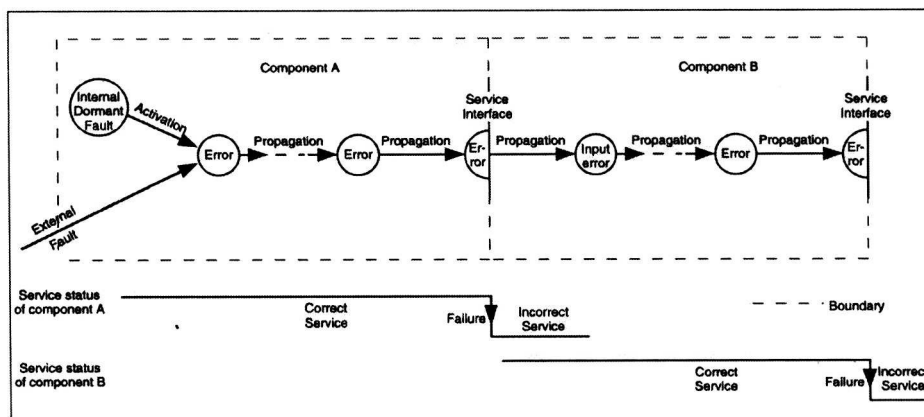 Component A
Component B
Internal
Dormant
Fault
Activation
Service
Interface
Service
Interface
Error
Propagation
Error
Propagation
Er-
ror
Propagation
Input
error
Propagation
Error
Propagation
Er-
ror
External
Fault
Service status
of component A
Correct
Service
Failure
Incorrect
Service
Boundary
Service status
of component B
Correct
Service
Failure
Incorrect
Service